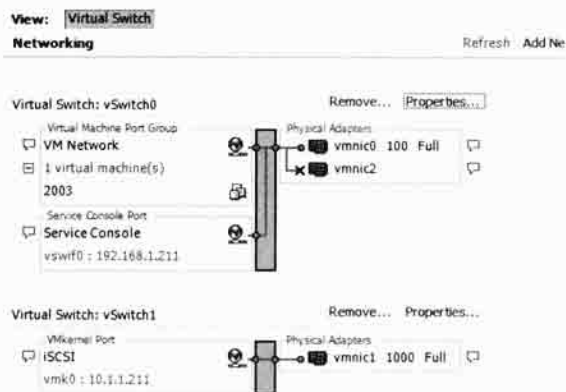 View: Virtual Switch
Networking Refresh Add Ne
Virtual Switch: vSwitch0 Remove... Properties...
Virtual Machine Port Group Physical Adapters
VM Network vmnic0 100 Full
1 virtual machine(s) vmnic2
2003
Service Console Port
Service Console
vswif0 : 192.168.1.211
Virtual Switch: vSwitch1 Remove... Properties...
VMkernel Port Physical Adapters
iSCSI vmnic1 1000 Full
vmk0 : 10.1.1.211